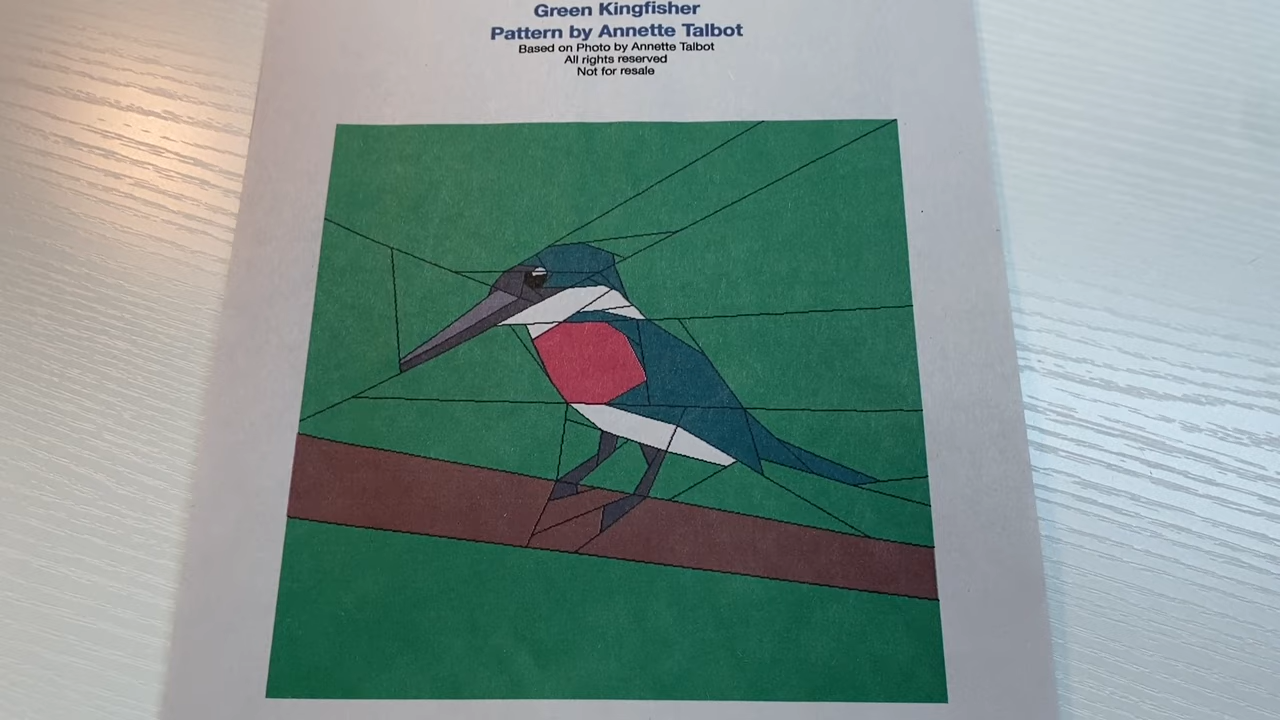 Green Kingfisher
Pattern by Annette Talbot
Based on Photo by Annette Talbot
All rights reserved
Not for resale